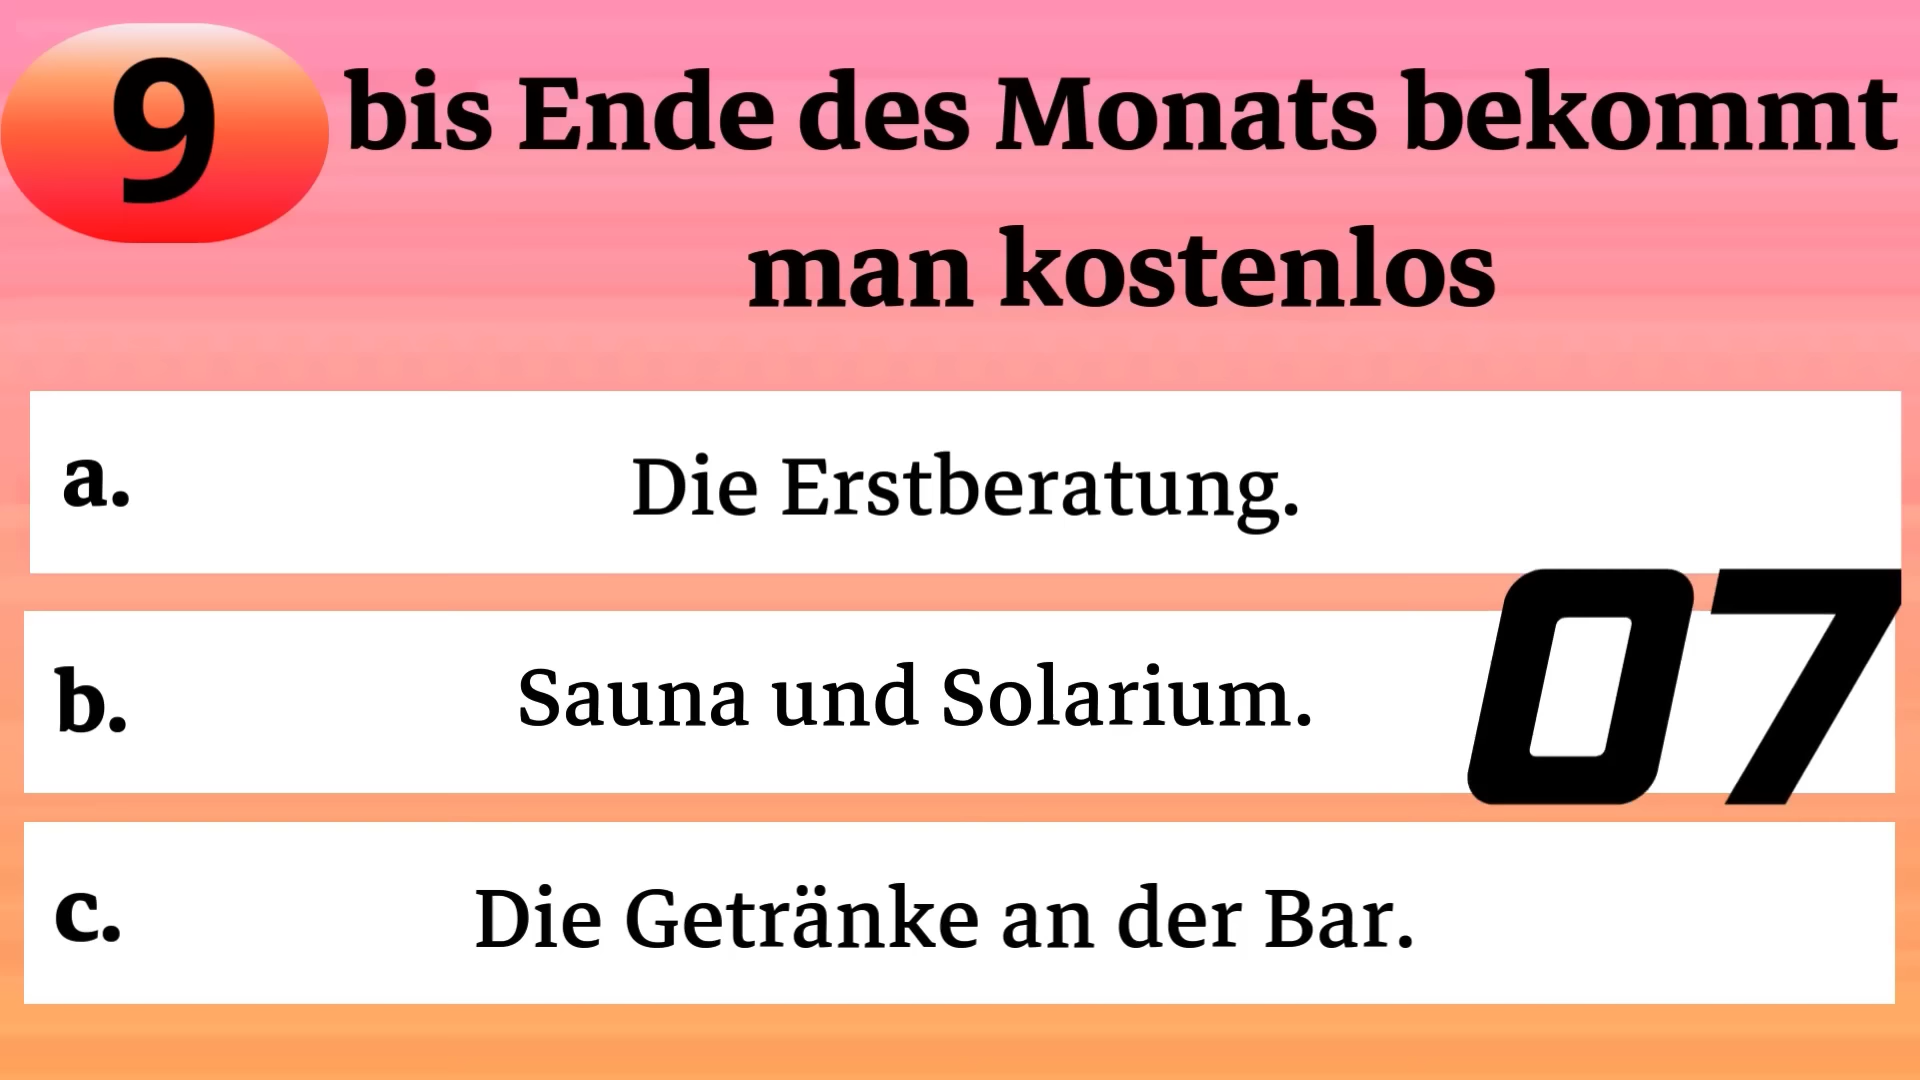 9 bis Ende des Monats bekommt
man kostenlos
a. Die Erstberatung.
b. Sauna und Solarium.
07
c. Die Getränke an der Bar.